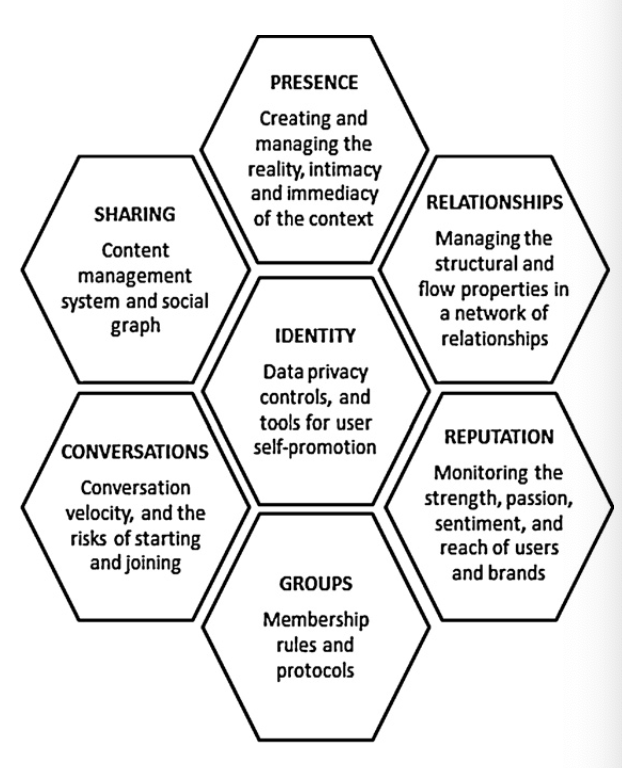 PRESENCE
Creating and
managing the
reality, intimacy
and immediacy
of the context
SHARING
Content
management
system and social
graph
RELATIONSHIPS
Managing the
structural and
flow properties in
a network of
relationships
IDENTITY
Data privacy
controls, and
tools for user
self-promotion
CONVERSATIONS
Conversation
velocity, and the
risks of starting
and joining
REPUTATION
Monitoring the
strength, passion,
sentiment, and
reach of users
and brands
GROUPS
Membership
rules and
protocols